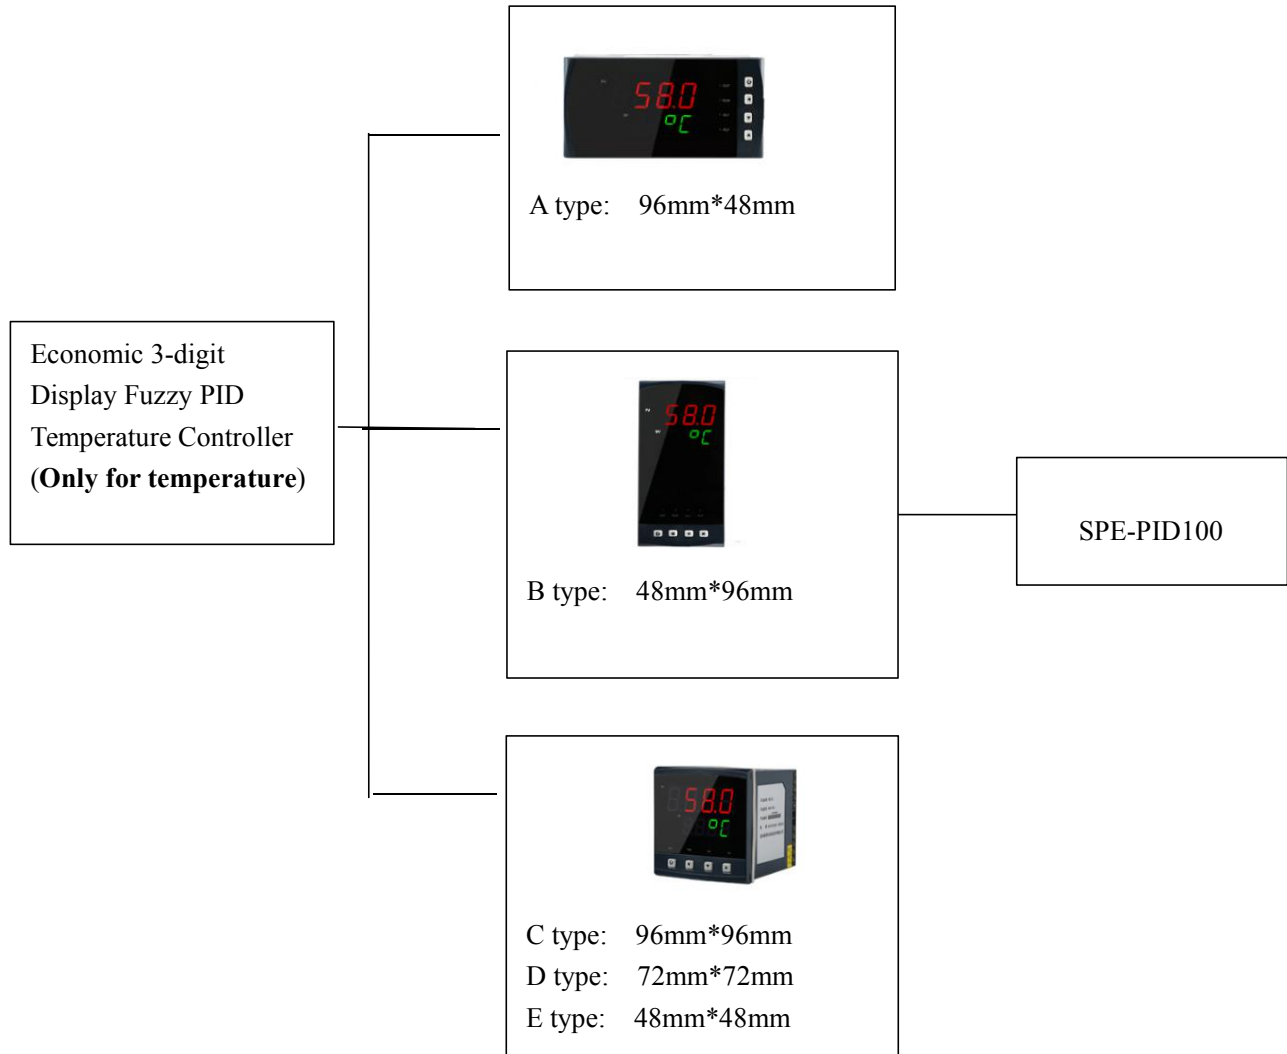 58.0
°C
A type: 96mm*48mm
Economic 3-digit
Display Fuzzy PID
Temperature Controller
(Only for temperature)
58.0
°C
B type: 48mm*96mm
SPE-PID100
58.0
°C
C type: 96mm*96mm
D type: 72mm*72mm
E type: 48mm*48mm